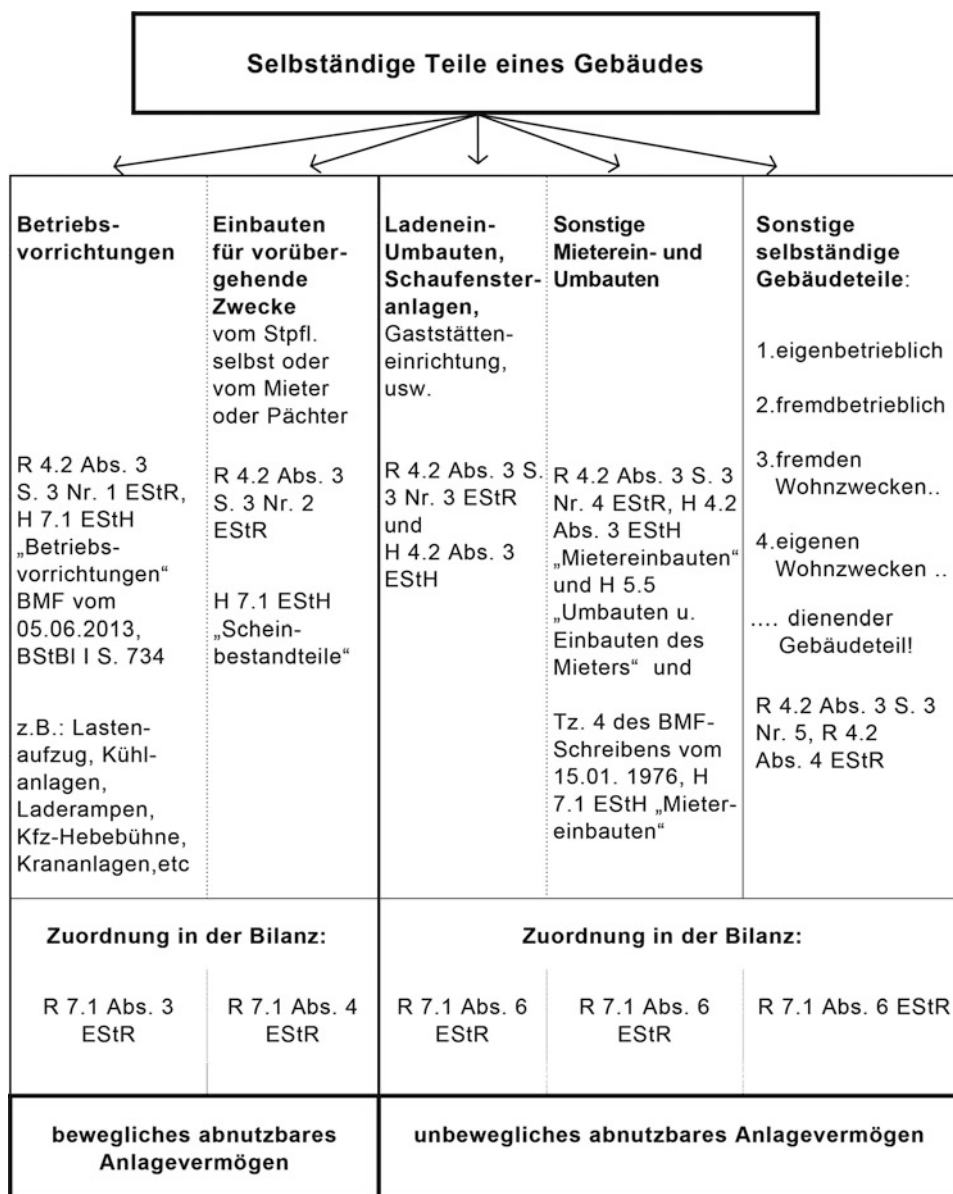 Selbständige Teile eines Gebäudes
Betriebs-
vorrichtungen
R 4.2 Abs. 3
S. 3 Nr. 1 EStR,
H 7.1 EStH
„Betriebs-
vorrichtungen“
BMF vom
05.06.2013,
BStBl I S. 734
z.B.: Lasten-
aufzug, Kühl-
anlagen,
Laderampen,
Kfz-Hebebühne,
Krananlagen,etc
Einbauten
für vorüber-
gehende
Zwecke
vom Stpfl.
selbst oder
vom Mieter
oder Pächter
R 4.2 Abs. 3
S. 3 Nr. 2
EStR
H 7.1 EStH
„Schein-
bestandteile“
Ladenein-
Umbauten,
Schaufenster-
anlagen,
Gaststätten-
einrichtung,
usw.
R 4.2 Abs. 3 S.
3 Nr. 3 EStR
und
H 4.2 Abs. 3
EStH
Sonstige
Mieterein- und
Umbauten
R 4.2 Abs. 3 S. 3
Nr. 4 EStR, H 4.2
Abs. 3 EStH
„Mietereinbauten“
und H 5.5
„Umbauten u.
Einbauten des
Mieters“ und
Tz. 4 des BMF-
Schreibens vom
15.01. 1976, H
7.1 EStH „Mieter-
einbauten“
Sonstige
selbständige
Gebäudeteile:
1.eigenbetrieblich
2.fremdbetrieblich
3.fremden
Wohnzwecken..
4.eigenen
Wohnzwecken ..
.... dienender
Gebäudeteil!
R 4.2 Abs. 3 S. 3
Nr. 5, R 4.2
Abs. 4 EStR
Zuordnung in der Bilanz:
R 7.1 Abs. 3
EStR
R 7.1 Abs. 4
EStR
Zuordnung in der Bilanz:
R 7.1 Abs. 6
EStR
R 7.1 Abs. 6
EStR
R 7.1 Abs. 6 EStR
bewegliches abnutzbares
Anlagevermögen
unbewegliches abnutzbares Anlagevermögen